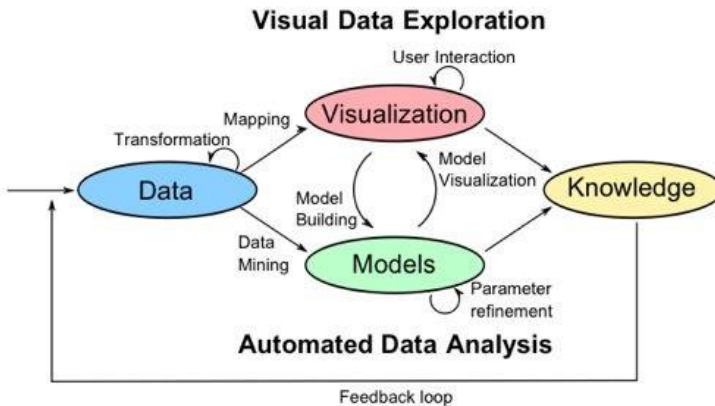 Visual Data Exploration
User Interaction
Visualization
Mapping
Transformation
Data
Model
Visualization
Knowledge
Model
Building
Data
Mining
Models
Parameter
refinement
Automated Data Analysis
Feedback loop